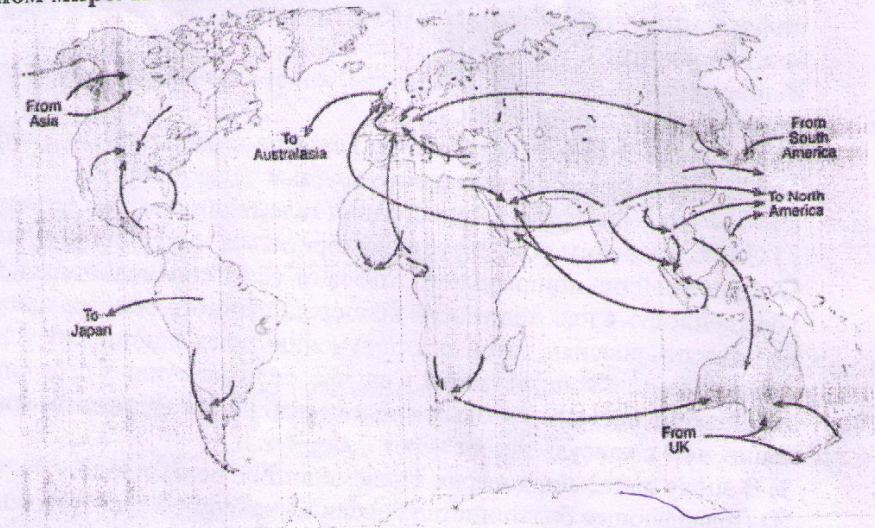 From
Asia
To
Australasia
From
South
America
To North
America
To
Japan
From
UK